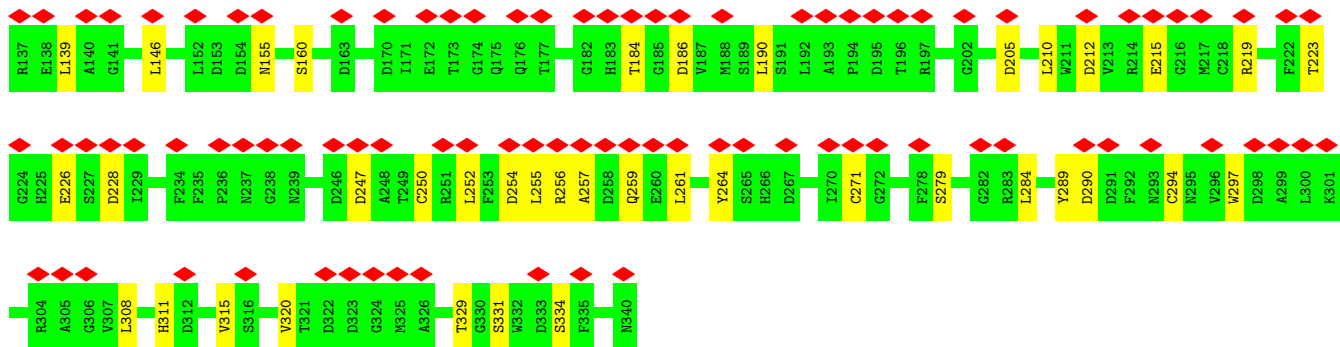 R137 E138 L139 A140 G141 L146 L152 D153 D154 N155 S160 D163 D170 I171 E172 T173 G174 Q175 Q176 T177 G182 H183 T184 G185 D186 V187 M188 S189 L190 S191 L192 A193 P194 D195 T196 R197 G202 D205 L210 W211 D212 V213 R214 E215 G216 M217 C218 R219 F222 T223
G224 H225 E226 S227 D228 I229 F234 F235 P236 N237 G238 N239 D246 D247 A248 T249 C250 R251 L252 F253 D254 L255 R256 A257 D258 Q259 E260 L261 Y264 S265 H266 D267 I270 C271 G272 F278 S279 G282 R283 L284 Y289 D290 D291 F292 N293 C294 N295 V296 W297 D298 A299 L300 K301
R304 A305 G306 V307 L308 H311 D312 V315 S316 V320 T321 D322 D323 G324 M325 A326 T329 G330 S331 W332 D333 S334 F335 N340